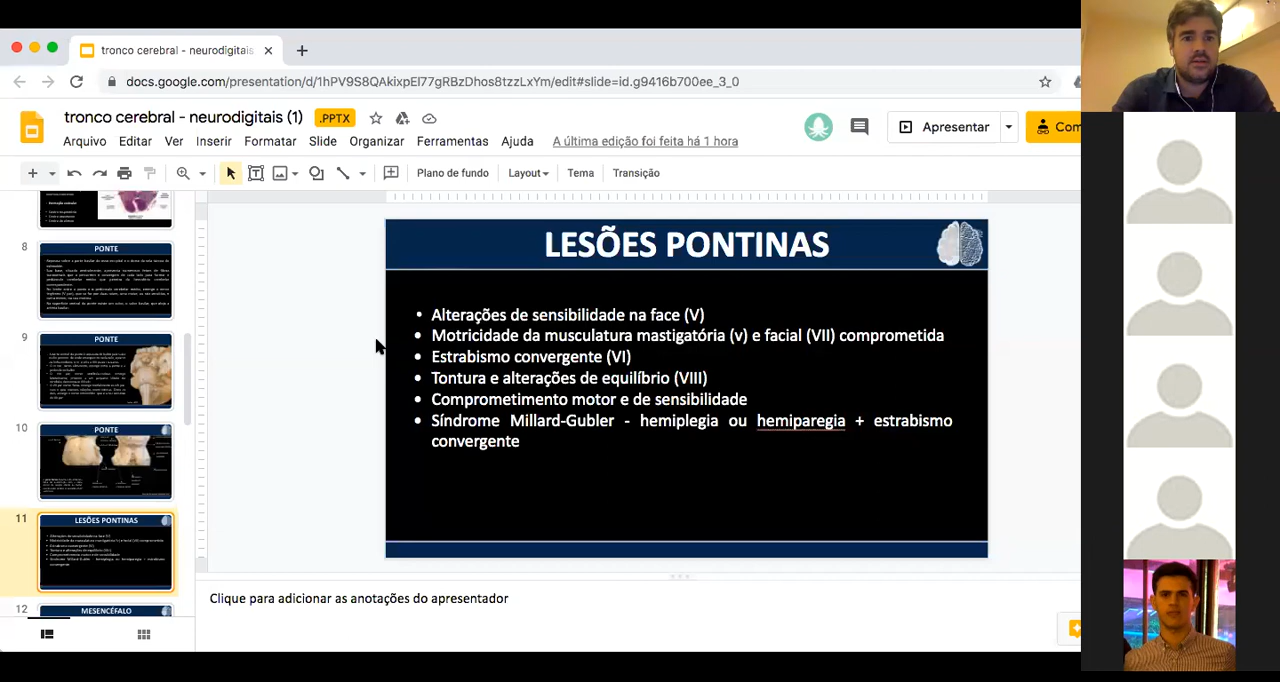 tronco cerebral - neurodigitais
docs.google.com/presentation/d/1hPV9S8QAkixpEl77gRBzDhos8tzzLxYm/edit#slide=id.g9416b700ee_3_0
tronco cerebral - neurodigitais (1) .PPTX
Apresentar
Com
Arquivo Editar Ver Inserir Formatar Slide Organizar Ferramentas Ajuda A última edição foi feita há 1 hora
Plano de fundo Layout Tema Transição
8
PONTE
9
PONTE
10
PONTE
11
LESÕES PONTINAS
12
MESENCÉFALO
LESÕES PONTINAS
• Alterações de sensibilidade na face (V)
• Motricidade da musculatura mastigatória (v) e facial (VII) comprometida
• Estrabismo convergente (VI)
• Tontura e alterações de equilíbrio (VIII)
• Comprometimento motor e de sensibilidade
• Síndrome Millard-Gubler - hemiplegia ou hemiparegia + estrabismo
convergente
Clique para adicionar as anotações do apresentador